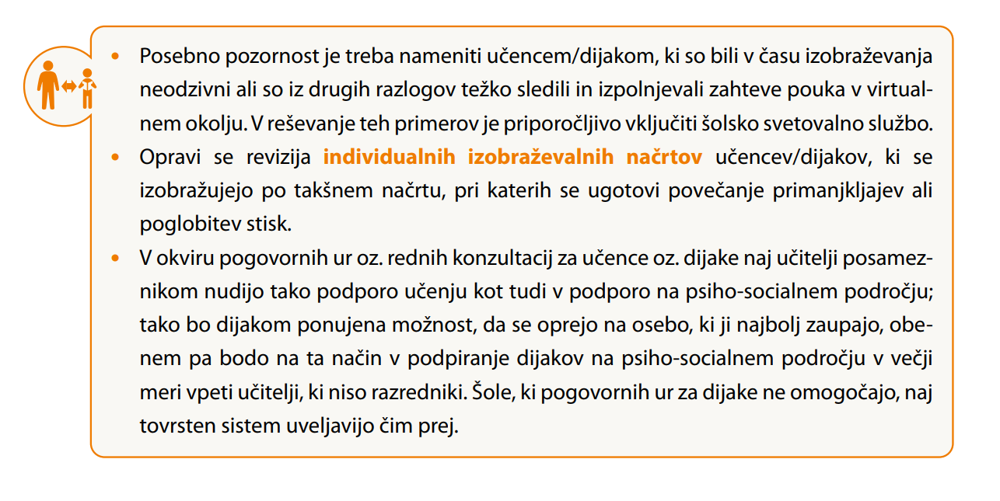 • Posebno pozornost je treba nameniti učencem/dijakom, ki so bili v času izobraževanja
neodzivni ali so iz drugih razlogov težko sledili in izpolnjevali zahteve pouka v virtual-
nem okolju. V reševanje teh primerov je priporočljivo vključiti šolsko svetovalno službo.
• Opravi se revizija individualnih izobraževalnih načrtov učencev/dijakov, ki se
izobražujejo po takšnem načrtu, pri katerih se ugotovi povečanje primanjkljajev ali
poglobitev stisk.
• V okviru pogovornih ur oz. rednih konzultacij za učence oz. dijake naj učitelji posamez-
nikom nudijo tako podporo učenju kot tudi v podporo na psiho-socialnem področju;
tako bo dijakom ponujena možnost, da se oprejo na osebo, ki ji najbolj zaupajo, obe-
nem pa bodo na ta način v podpiranje dijakov na psiho-socialnem področju v večji
meri vpeti učitelji, ki niso razredniki. Šole, ki pogovornih ur za dijake ne omogočajo, naj
tovrsten sistem uveljavijo čim prej.